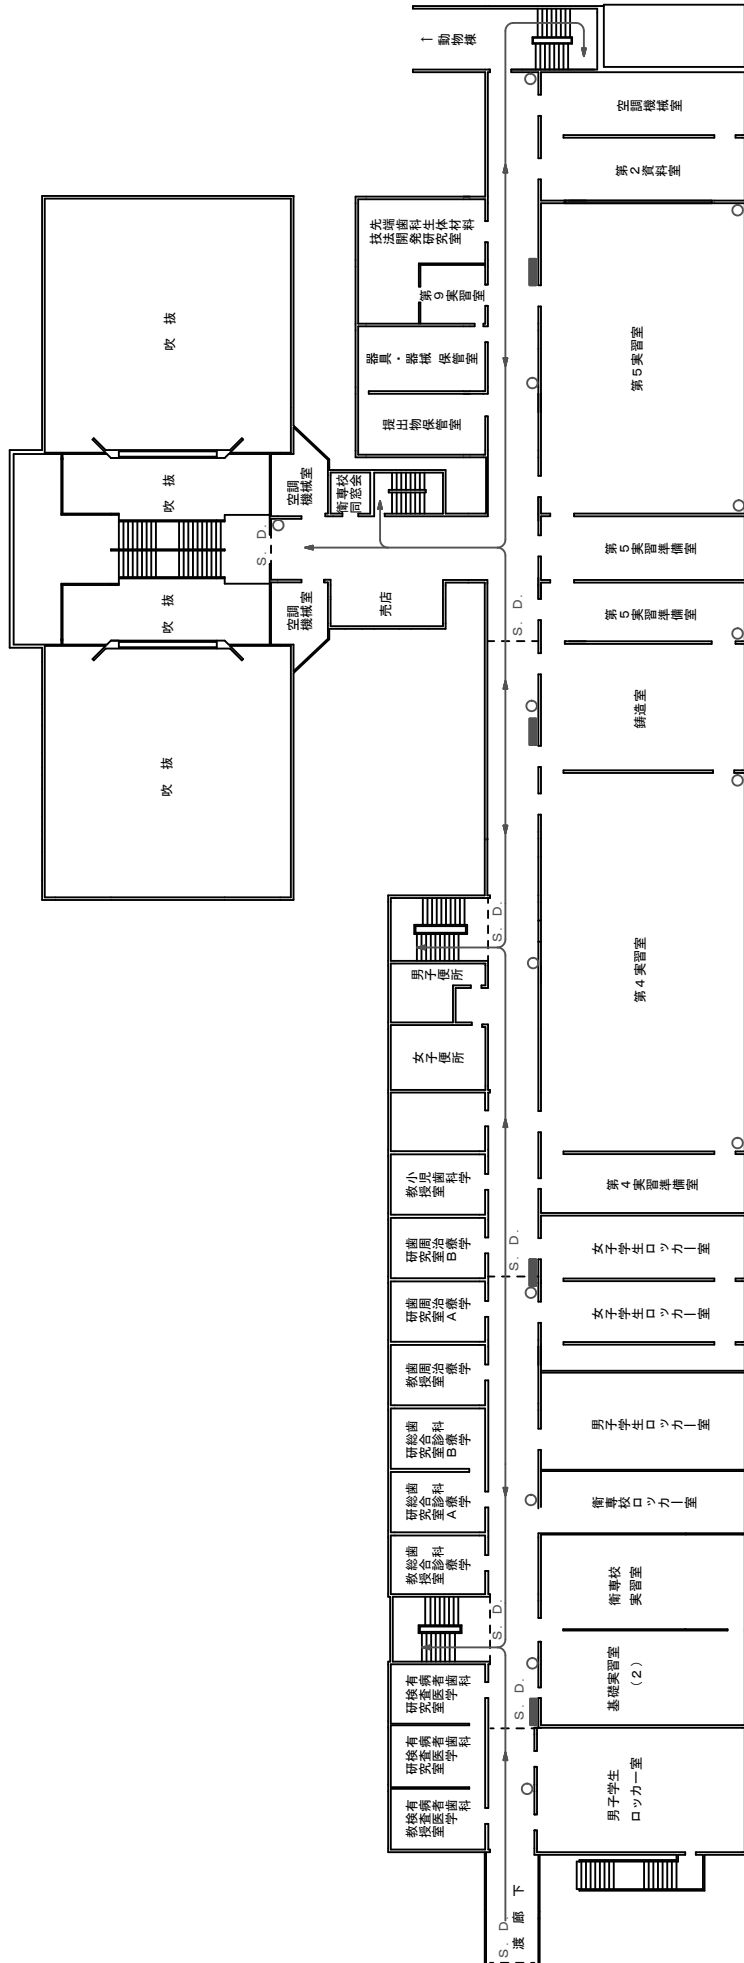 ↑動物棟
空調機械室
第2資料室
先端歯科生体材料
技法開発研究室
第9実習室
吹 抜
第5実習室
器具・器械 保管室
提出物保管室
吹 抜
空調
機械室
衛専校
同窓会
S. D.
第5実習準備室
吹 抜
空調
機械室
売店
S. D.
第5実習準備室
鋳造室
吹 抜
S. D.
男子便所
第4実習室
女子便所
小児歯科学
教授室
第4実習準備室
歯周治療学
研究室B
S. D.
女子学生ロッカー室
歯周治療学
研究室A
女子学生ロッカー室
歯周治療学
教授室
男子学生ロッカー室
総合診療学
歯科
研究室B
総合診療学
歯科
研究室A
衛専校ロッカー室
総合診療学
歯科
教授室
衛専校
実習室
S. D.
有病者歯科
検査医学
研究室
基礎実習室
(2)
S. D.
有病者歯科
検査医学
研究室
有病者歯科
検査医学
教授室
男子学生
ロッカー室
S. D.
渡 廊 下